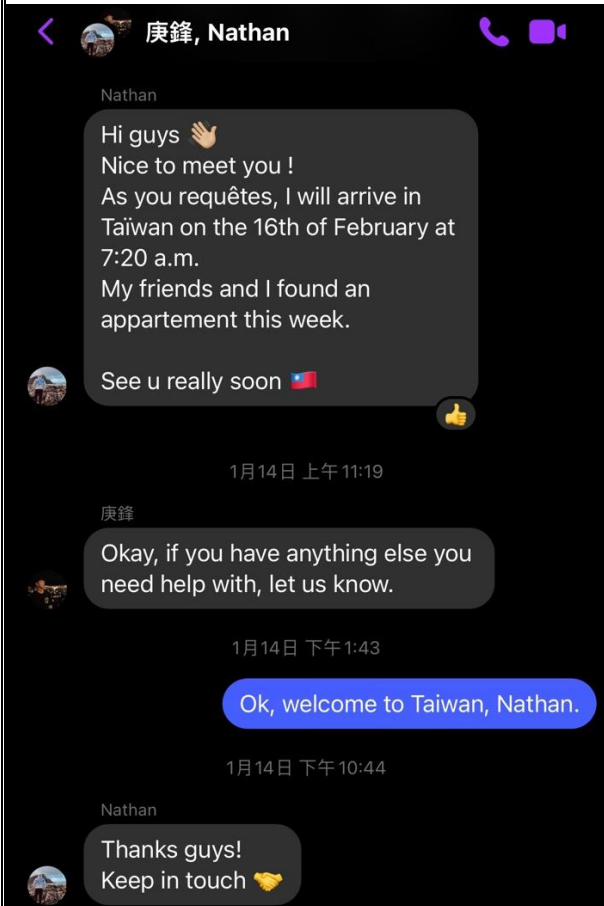 庚鋒, Nathan
Nathan
Hi guys 👋🏼
Nice to meet you !
As you requêtes, I will arrive in
Taïwan on the 16th of February at
7:20 a.m.
My friends and I found an
appartement this week.
See u really soon 🇹🇼
1月14日 上午11:19
庚鋒
Okay, if you have anything else you
need help with, let us know.
1月14日 下午1:43
Ok, welcome to Taiwan, Nathan.
1月14日 下午10:44
Nathan
Thanks guys!
Keep in touch 🤝